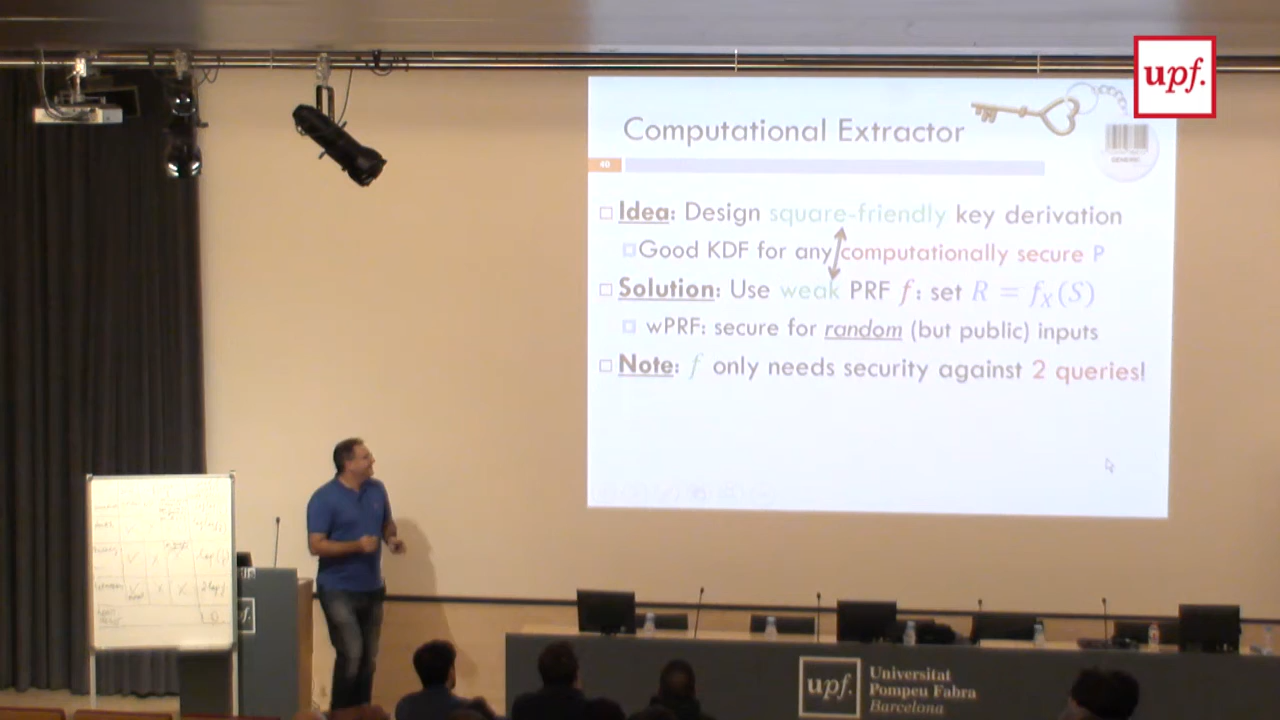 upf.
Computational Extractor
40
Idea: Design square-friendly key derivation
Good KDF for any computationally secure P
Solution: Use weak PRF f: set R = f_X(S)
wPRF: secure for random (but public) inputs
Note: f only needs security against 2 queries!
upf.
Universitat
Pompeu Fabra
Barcelona